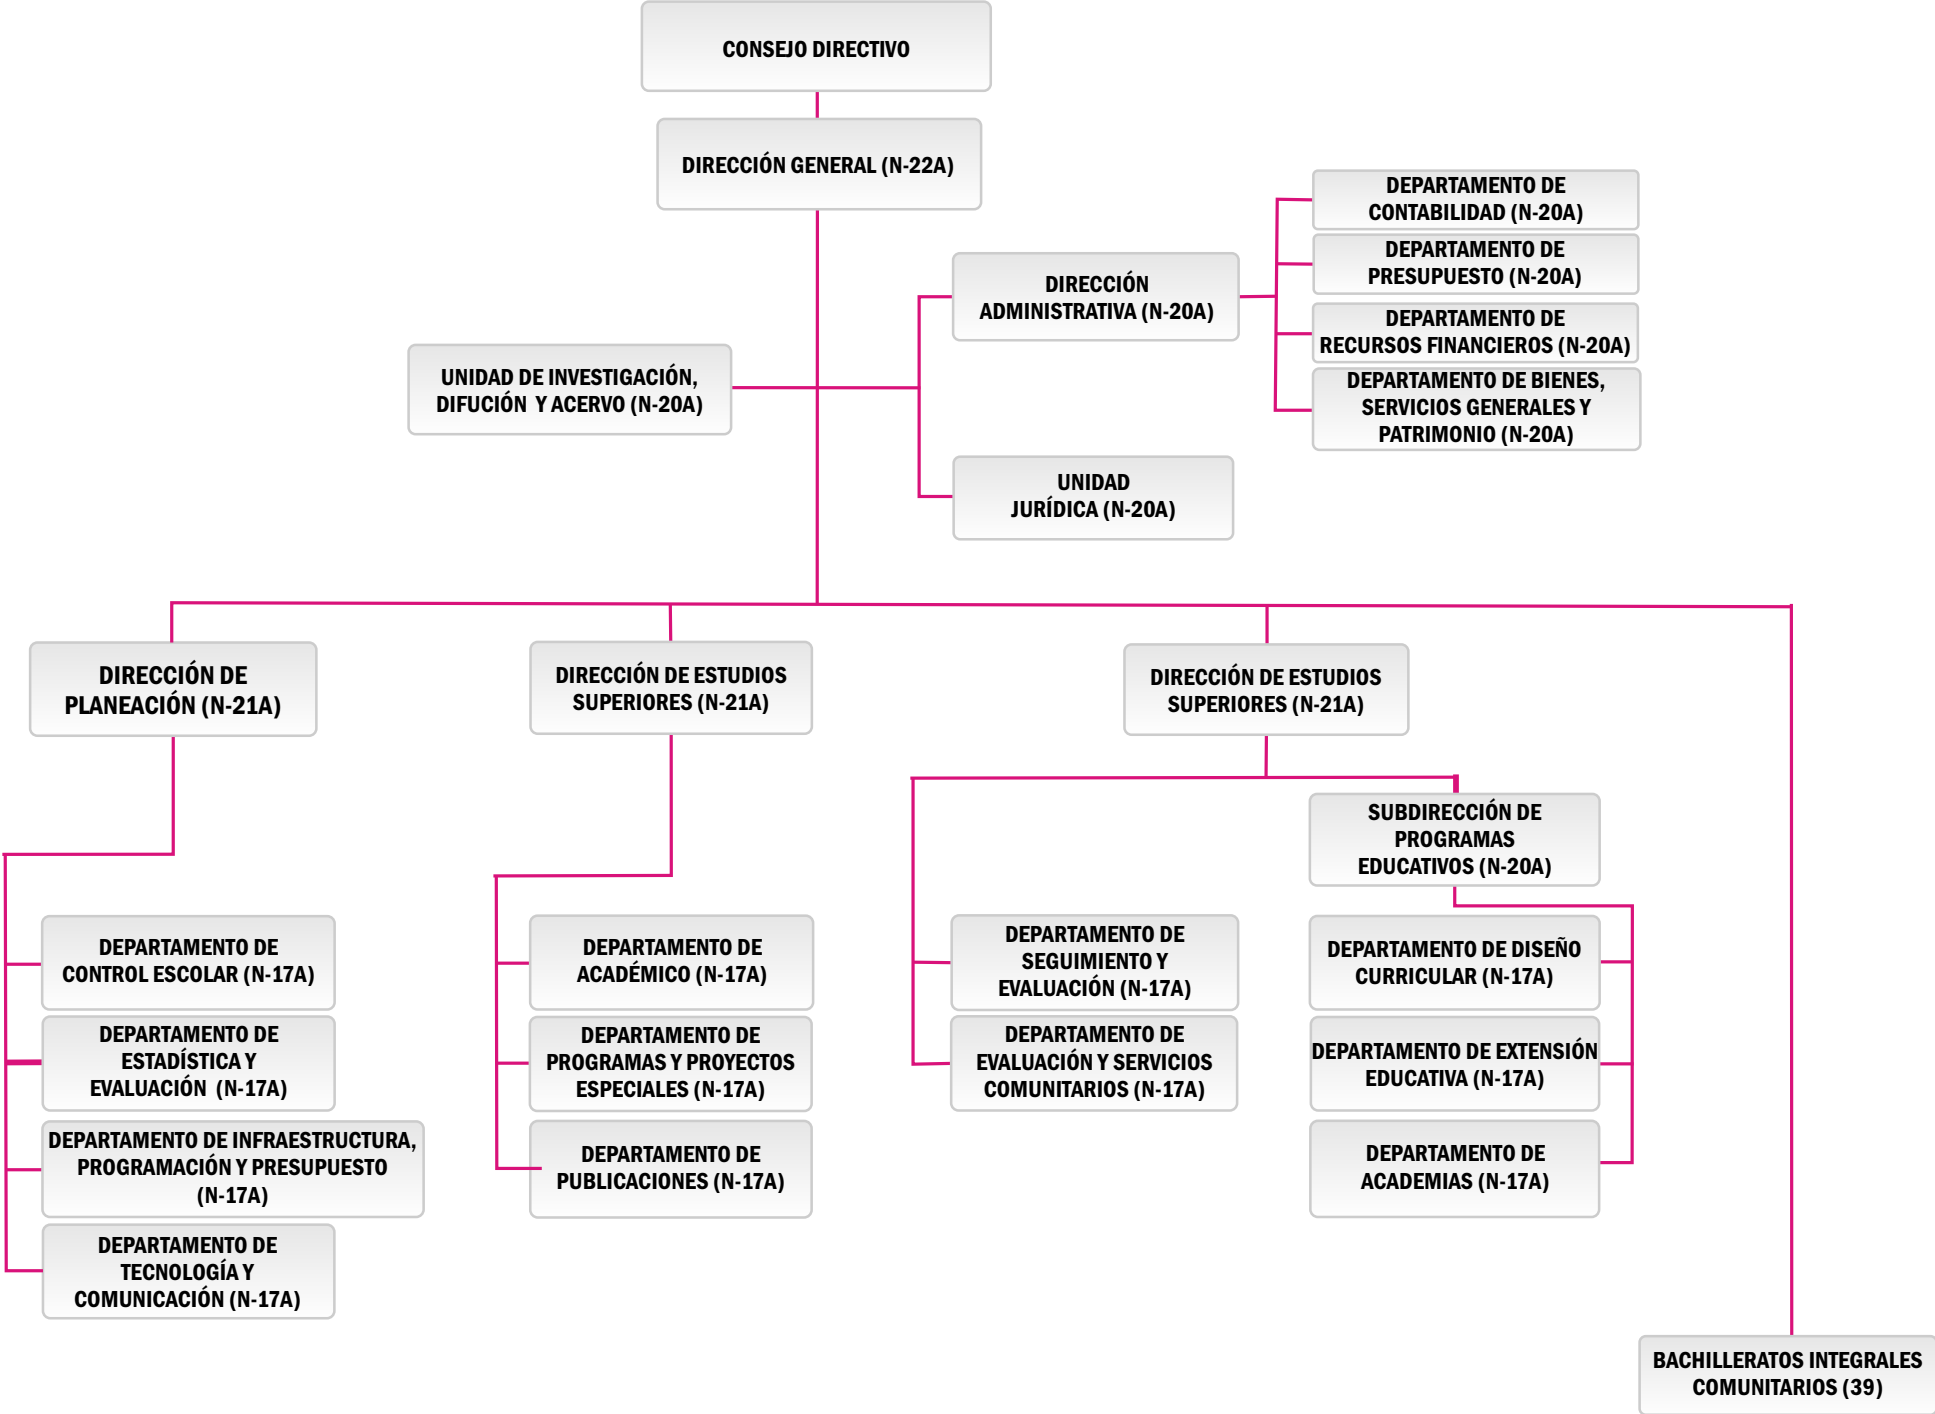 CONSEJO DIRECTIVO
DIRECCIÓN GENERAL (N-22A)
DEPARTAMENTO DE
CONTABILIDAD (N-20A)
DEPARTAMENTO DE
PRESUPUESTO (N-20A)
DIRECCIÓN
ADMINISTRATIVA (N-20A)
DEPARTAMENTO DE
RECURSOS FINANCIEROS (N-20A)
UNIDAD DE INVESTIGACIÓN,
DIFUCIÓN Y ACERVO (N-20A)
DEPARTAMENTO DE BIENES,
SERVICIOS GENERALES Y
PATRIMONIO (N-20A)
UNIDAD
JURÍDICA (N-20A)
DIRECCIÓN DE
PLANEACIÓN (N-21A)
DIRECCIÓN DE ESTUDIOS
SUPERIORES (N-21A)
DIRECCIÓN DE ESTUDIOS
SUPERIORES (N-21A)
SUBDIRECCIÓN DE
PROGRAMAS
EDUCATIVOS (N-20A)
DEPARTAMENTO DE
CONTROL ESCOLAR (N-17A)
DEPARTAMENTO DE
ACADÉMICO (N-17A)
DEPARTAMENTO DE
SEGUIMIENTO Y
EVALUACIÓN (N-17A)
DEPARTAMENTO DE DISEÑO
CURRICULAR (N-17A)
DEPARTAMENTO DE
ESTADÍSTICA Y
EVALUACIÓN (N-17A)
DEPARTAMENTO DE
PROGRAMAS Y PROYECTOS
ESPECIALES (N-17A)
DEPARTAMENTO DE
EVALUACIÓN Y SERVICIOS
COMUNITARIOS (N-17A)
DEPARTAMENTO DE EXTENSIÓN
EDUCATIVA (N-17A)
DEPARTAMENTO DE INFRAESTRUCTURA,
PROGRAMACIÓN Y PRESUPUESTO
(N-17A)
DEPARTAMENTO DE
PUBLICACIONES (N-17A)
DEPARTAMENTO DE
ACADEMIAS (N-17A)
DEPARTAMENTO DE
TECNOLOGÍA Y
COMUNICACIÓN (N-17A)
BACHILLERATOS INTEGRALES
COMUNITARIOS (39)